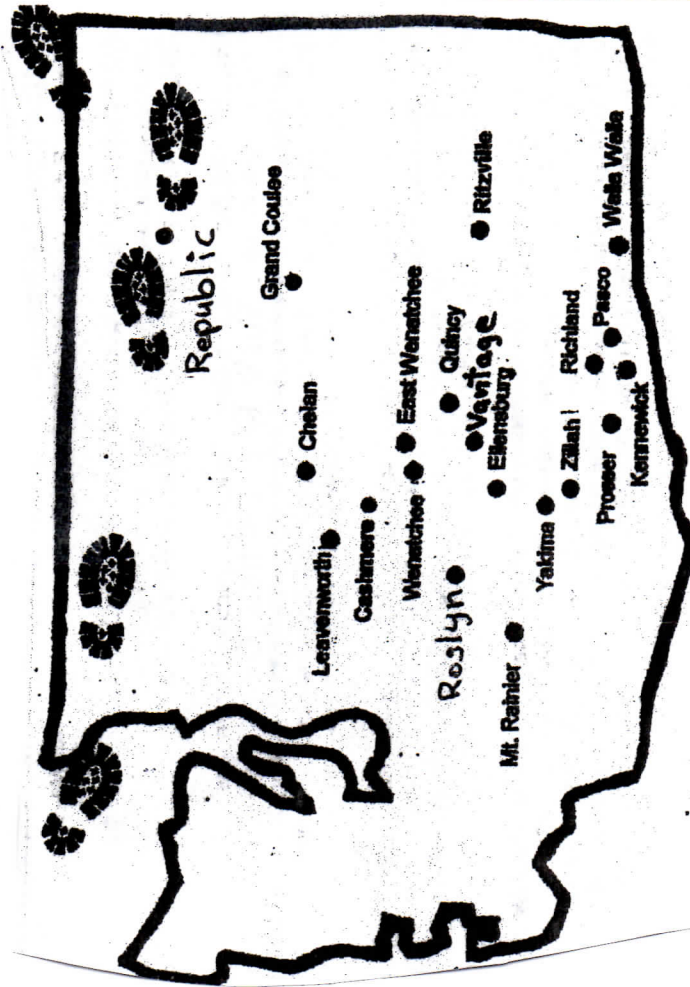 Republic
Grand Coulee
Chelan
Leavenworth
Cashmere
Wenatchee
East Wenatchee
Quincy
Roslyn
Vantage
Ritzville
Ellensburg
Mt. Rainier
Yakima
Zillah
Richland
Pasco
Prosser
Walla Walla
Kennewick